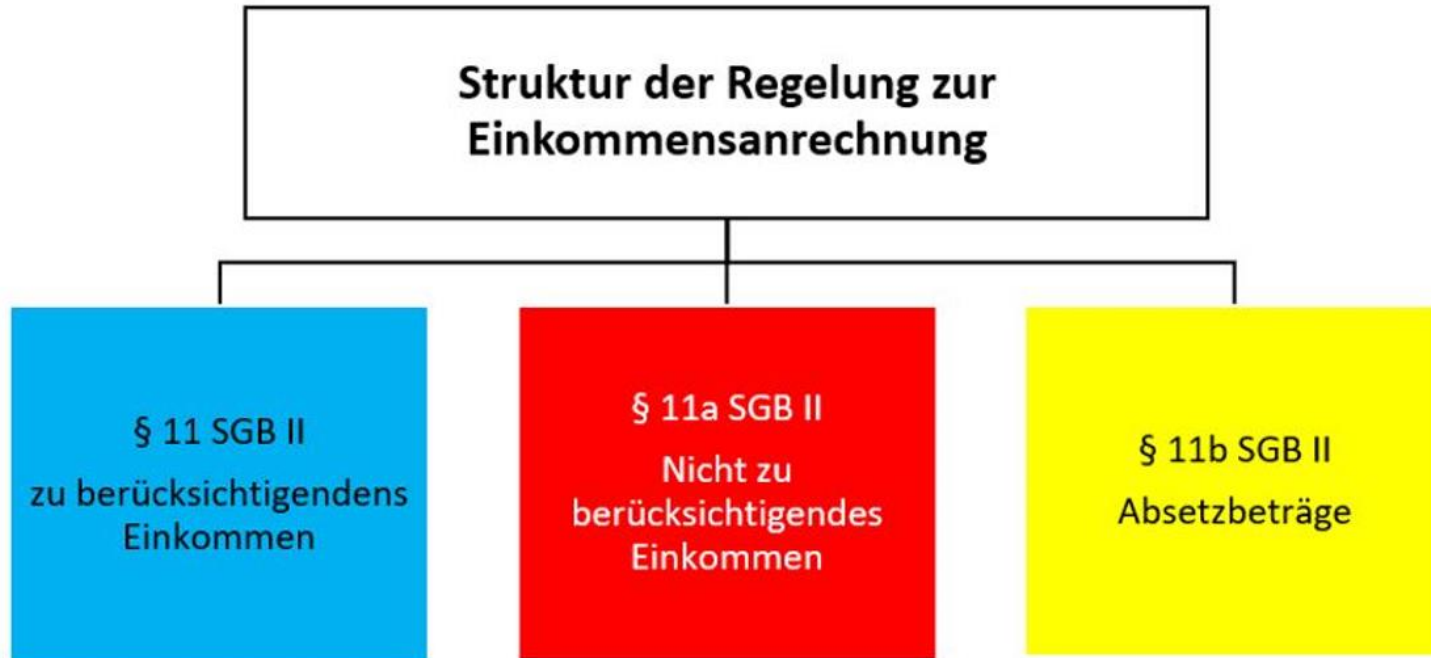 Struktur der Regelung zur
Einkommensanrechnung
§ 11 SGB II
zu berücksichtigendens
Einkommen
§ 11a SGB II
Nicht zu
berücksichtigendes
Einkommen
§ 11b SGB II
Absetzbeträge